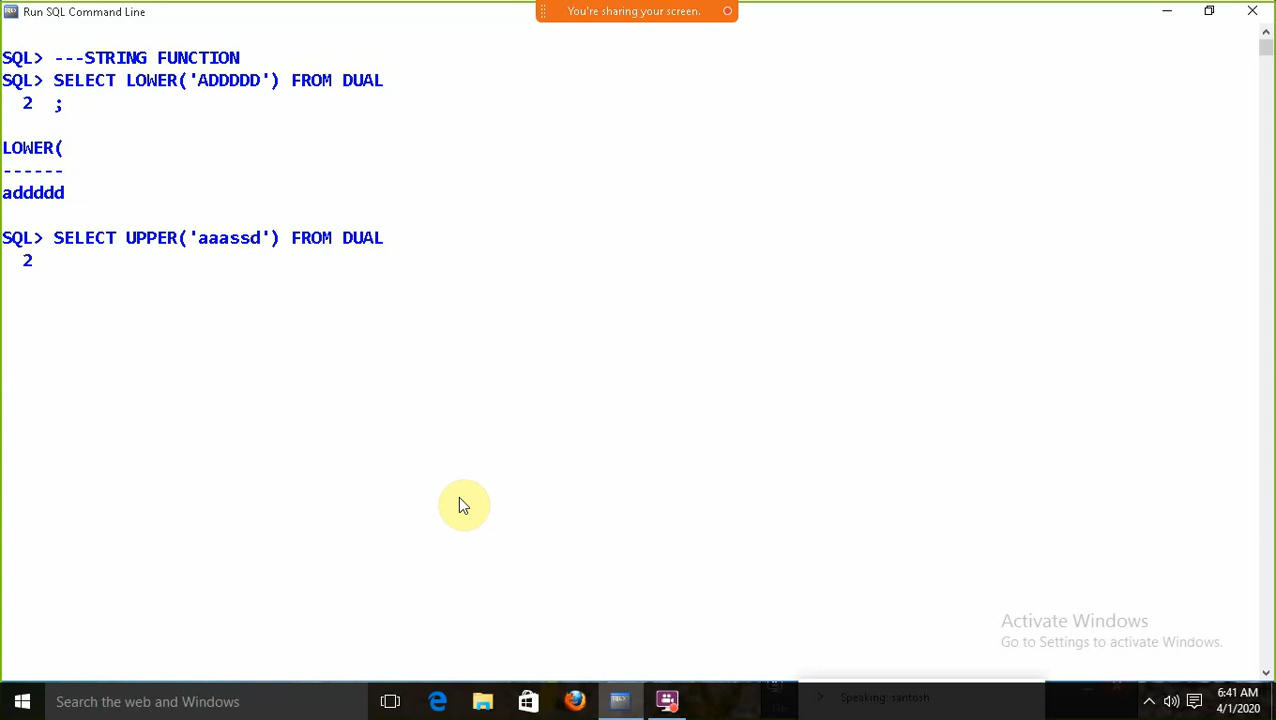 Run SQL Command Line
You're sharing your screen.
SQL> ---STRING FUNCTION
SQL> SELECT LOWER('ADDDDD') FROM DUAL
2 ;
LOWER(
------
addddd
SQL> SELECT UPPER('aaassd') FROM DUAL
2
Activate Windows
Go to Settings to activate Windows.
Speaking: santosh
Search the web and Windows
6:41 AM
4/1/2020